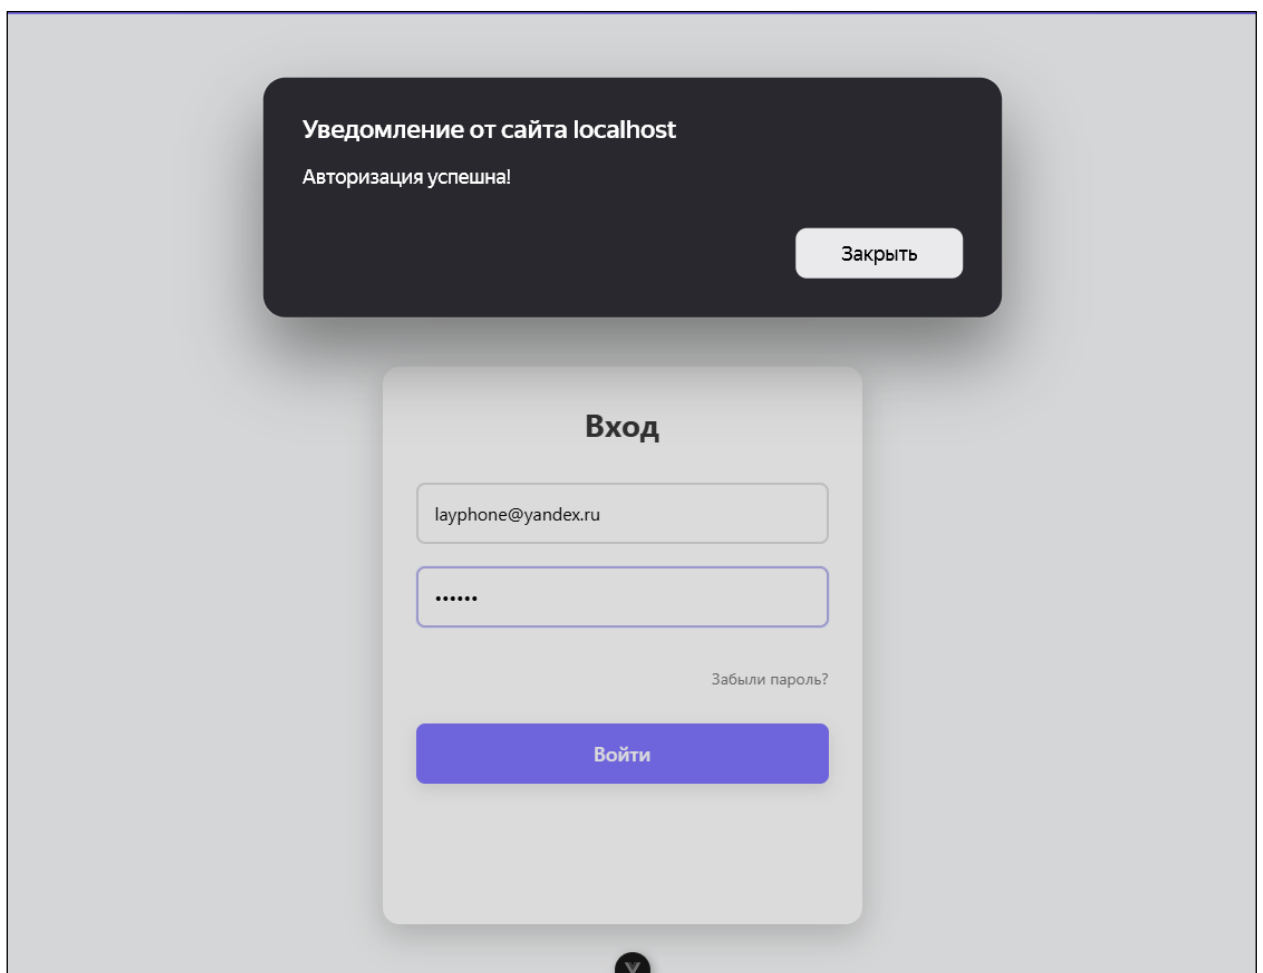 Уведомление от сайта localhost
Авторизация успешна!
Закрыть
Вход
layphone@yandex.ru
••••••
Забыли пароль?
Войти